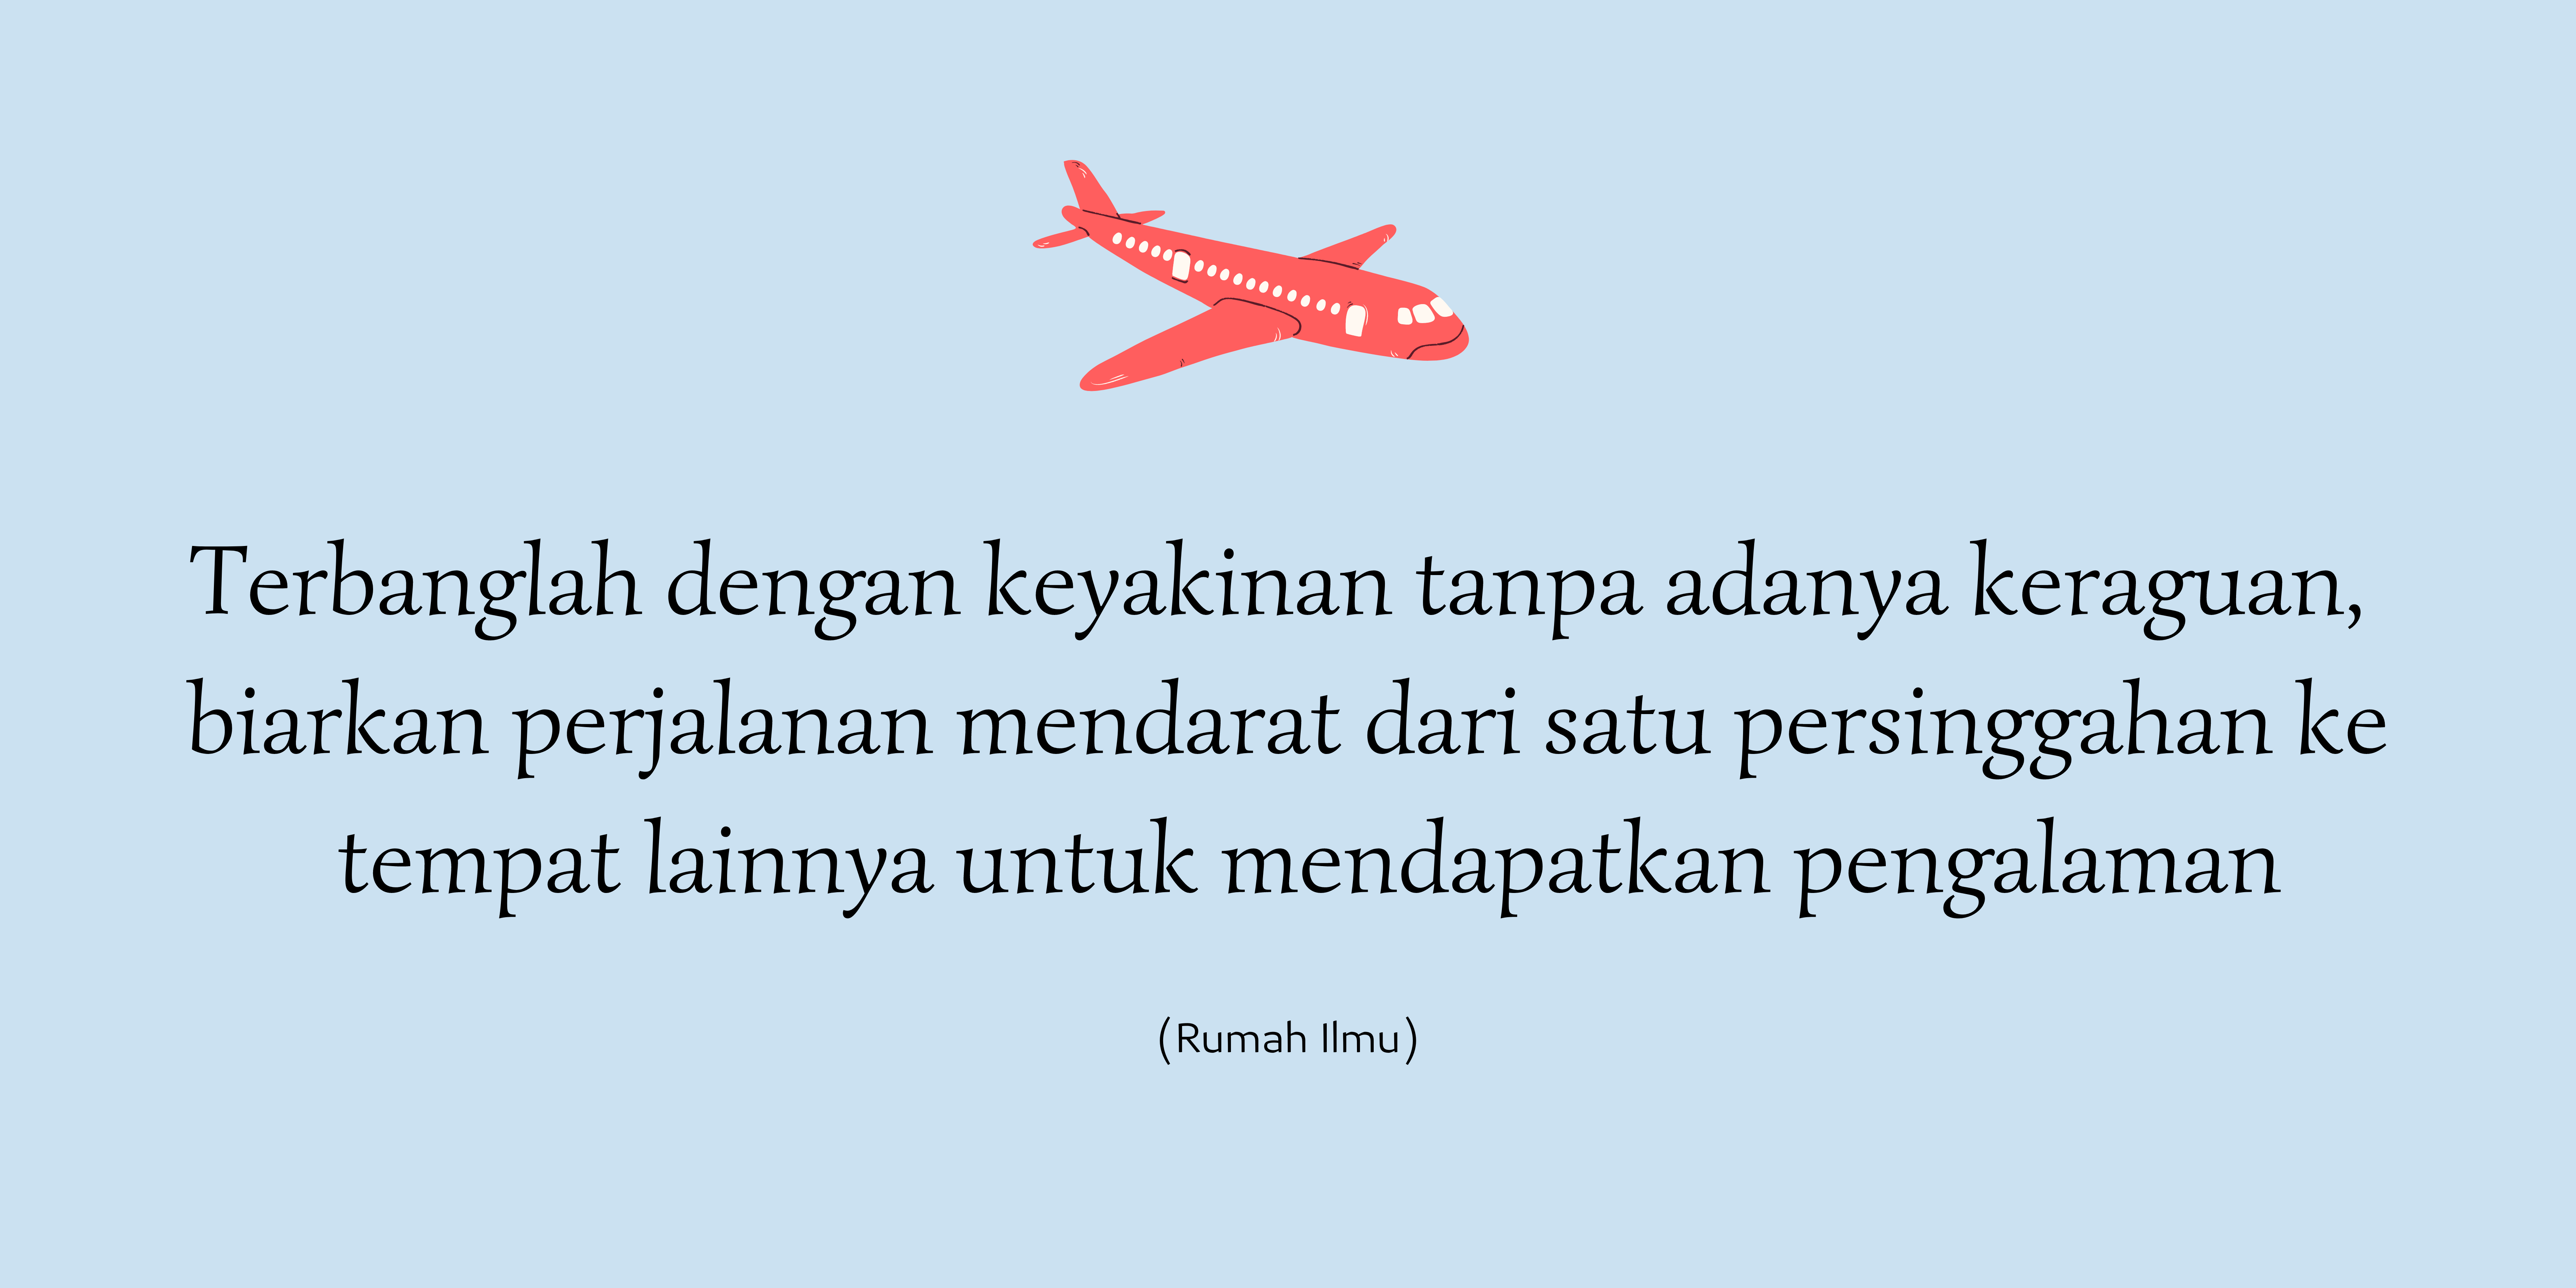 Terbanglah dengan keyakinan tanpa adanya keraguan,
biarkan perjalanan mendarat dari satu persinggahan ke
tempat lainnya untuk mendapatkan pengalaman
(Rumah Ilmu)